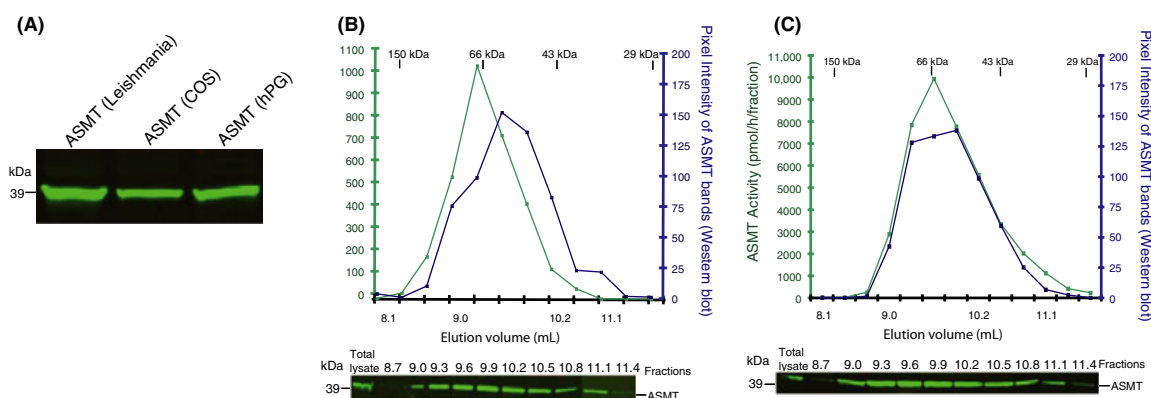 (A)
ASMT (Leishmania)
ASMT (COS)
ASMT (hPG)
kDa
39
(B)
1100
1000
900
800
700
600
500
400
300
200
100
0
150 kDa
66 kDa
43 kDa
29 kDa
200
175
150
125
100
75
50
25
0
Pixel Intensity of ASMT bands (Western blot)
8.1
9.0
10.2
11.1
Elution volume (mL)
kDa
Total lysate
8.7 9.0 9.3 9.6 9.9 10.2 10.5 10.8 11.1 11.4 Fractions
39
ASMT
(C)
ASMT Activity (pmol/h/fraction)
11,000
10,000
9000
8000
7000
6000
5000
4000
3000
2000
1000
0
150 kDa
66 kDa
43 kDa
29 kDa
200
175
150
125
100
75
50
25
0
Pixel Intensity of ASMT bands (Western blot)
8.1
9.0
10.2
11.1
Elution volume (mL)
kDa
Total
lysate
8.7 9.0 9.3 9.6 9.9 10.2 10.5 10.8 11.1 11.4 Fractions
39
ASMT